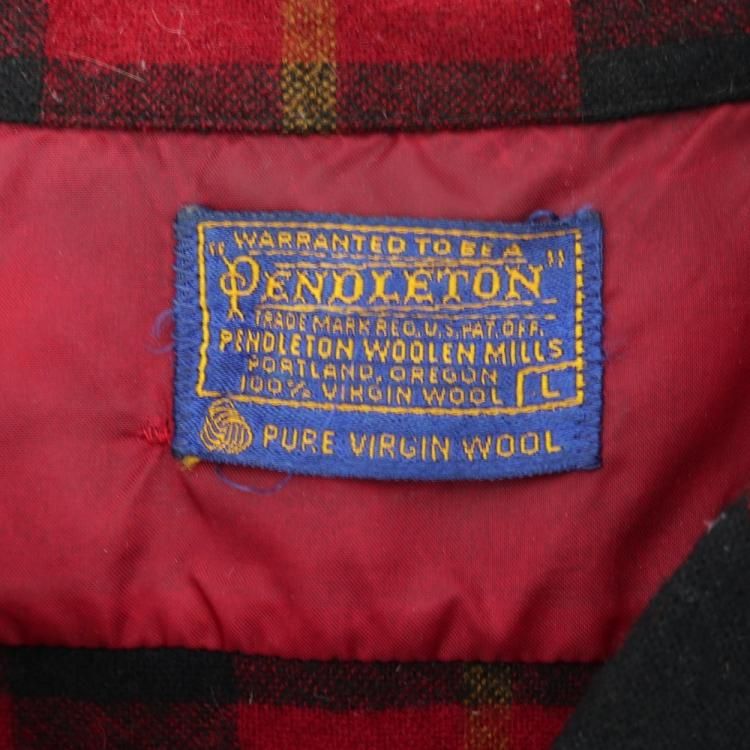 WARRANTED TO BE A
"PENDLETON"
TRADE MARK REG. U.S. PAT. OFF.
PENDLETON WOOLEN MILLS
PORTLAND, OREGON
100% VIRGIN WOOL L
PURE VIRGIN WOOL